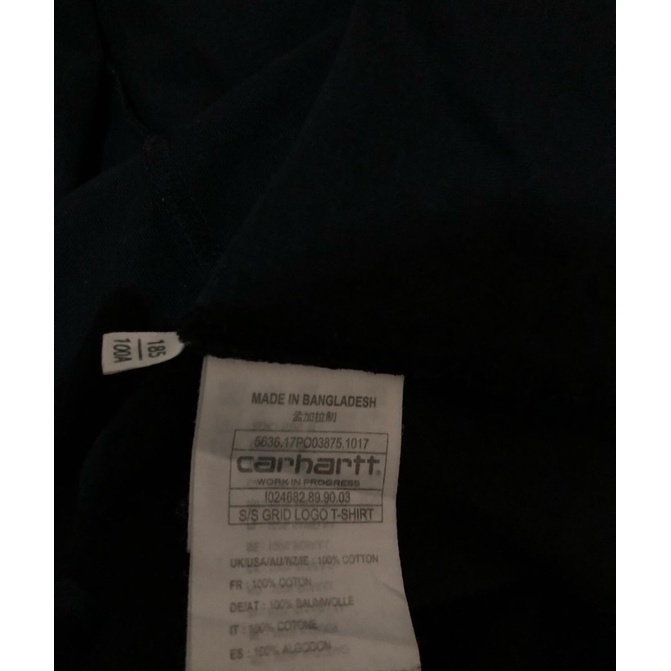 185
100A
MADE IN BANGLADESH
孟加拉制
6636.17PO03875.1017
carhartt
WORK IN PROGRESS
I024682.89.90.03
S/S GRID LOGO T-SHIRT
UK/USA/AU/NZ/IE : 100% COTTON
FR : 100% COTON
DE/AT : 100% BAUMWOLLE
IT : 100% COTONE
ES : 100% ALGODON